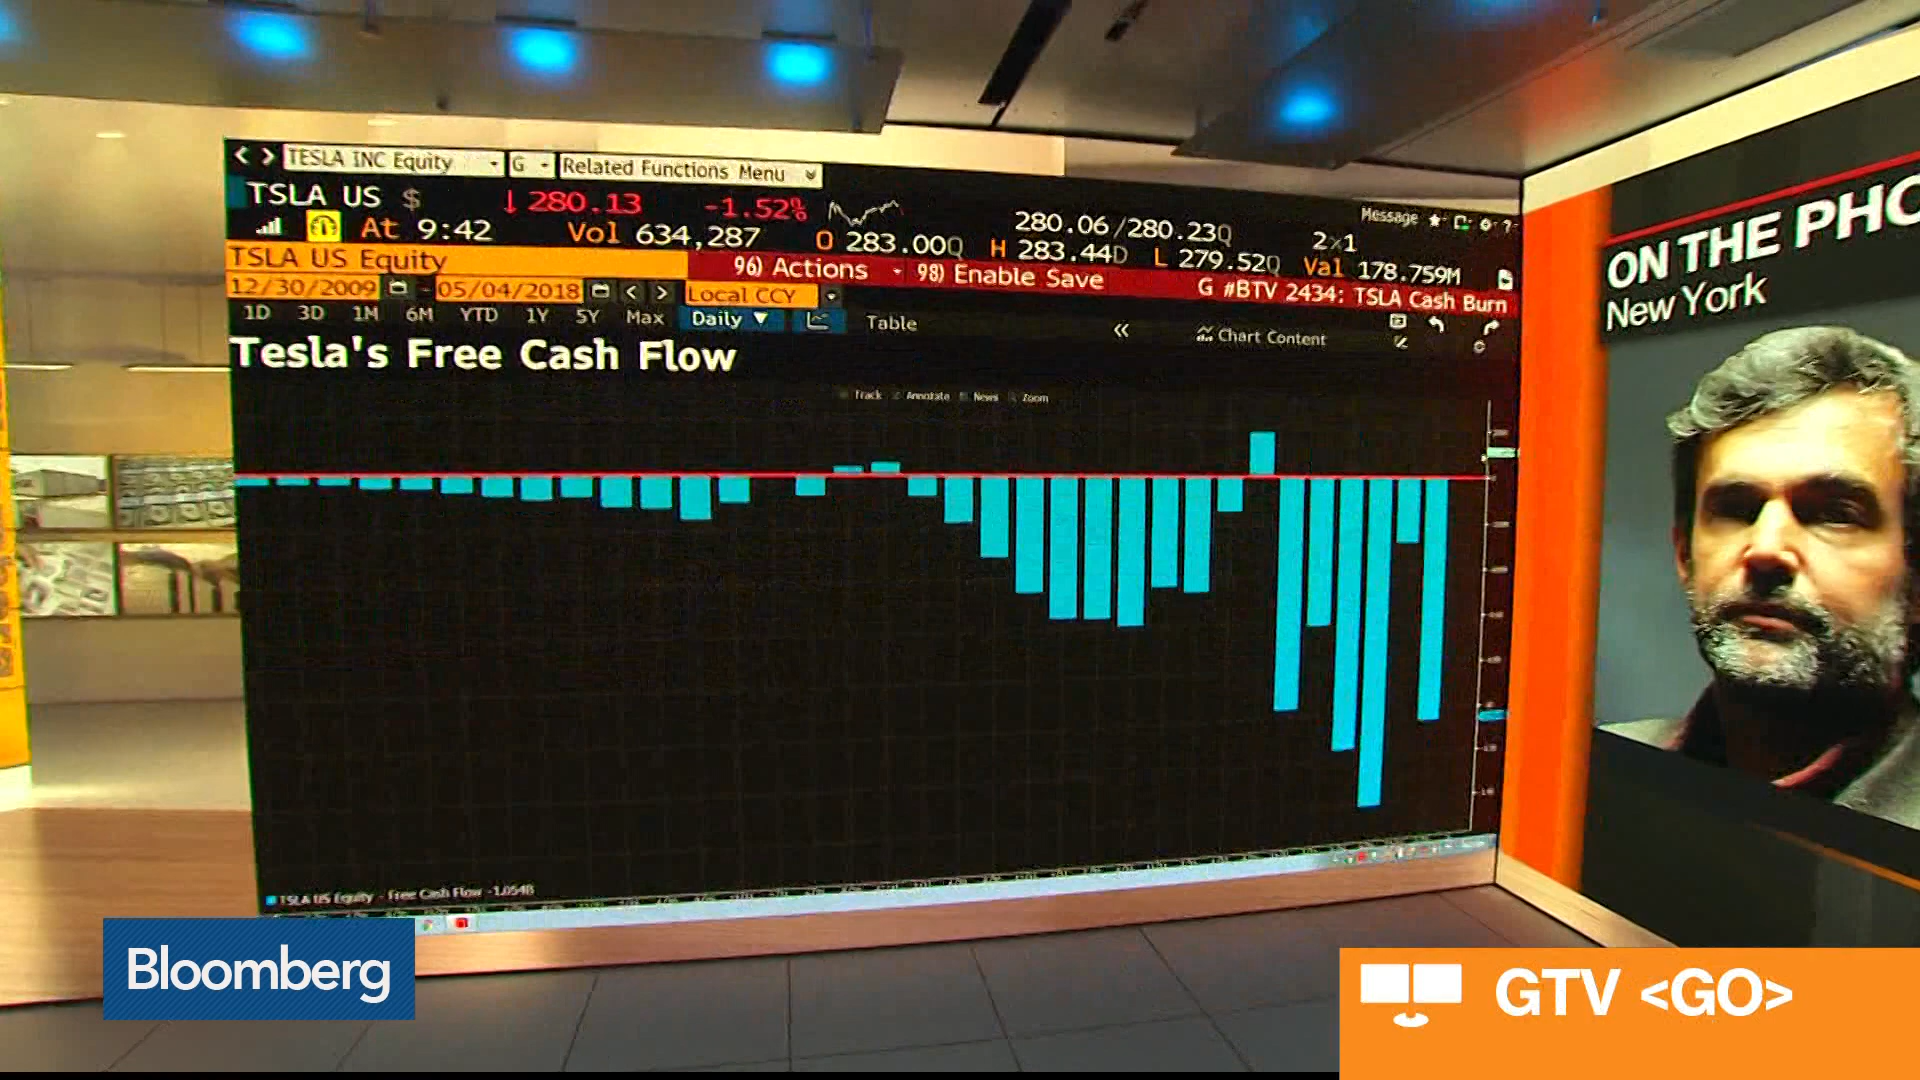 TESLA INC Equity G Related Functions Menu
TSLA US $ ↓280.13 -1.52% 280.06/280.23Q 2x1 Message
At 9:42 Vol 634,287 O 283.00Q H 283.44D L 279.52Q Val 178.759M
TSLA US Equity 96) Actions 98) Enable Save G #BTV 2434: TSLA Cash Burn
12/30/2009 - 05/04/2018 Local CCY
1D 3D 1M 6M YTD 1Y 5Y Max Daily ▼ Table « Chart Content
Tesla's Free Cash Flow
Track Annotate News Zoom
TSLA US Equity - Free Cash Flow -1.054B
ON THE PHO
New York
Bloomberg
GTV <GO>